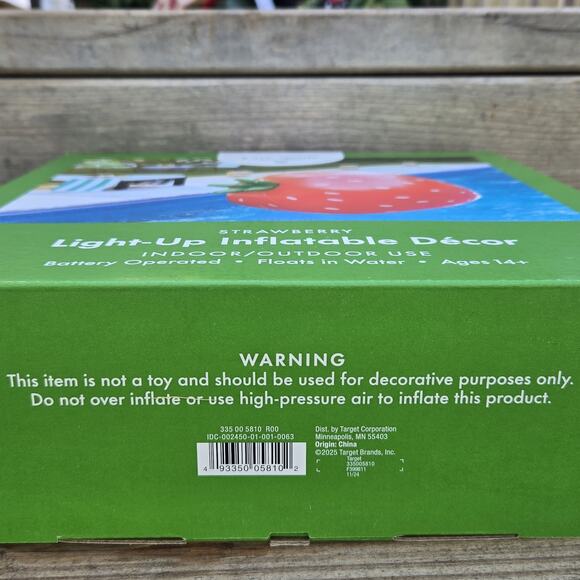 STRAWBERRY
Light-Up Inflatable Décor
INDOOR/OUTDOOR USE
Battery Operated • Floats in Water • Ages 14+
WARNING
This item is not a toy and should be used for decorative purposes only.
Do not over inflate or use high-pressure air to inflate this product.
335 00 5810 R00
IDC-002450-01-001-0063
4 93350 05810 2
Dist. by Target Corporation
Minneapolis, MN 55403
Origin: China
©2025 Target Brands, Inc.
Target
335005810
F399811
11/24